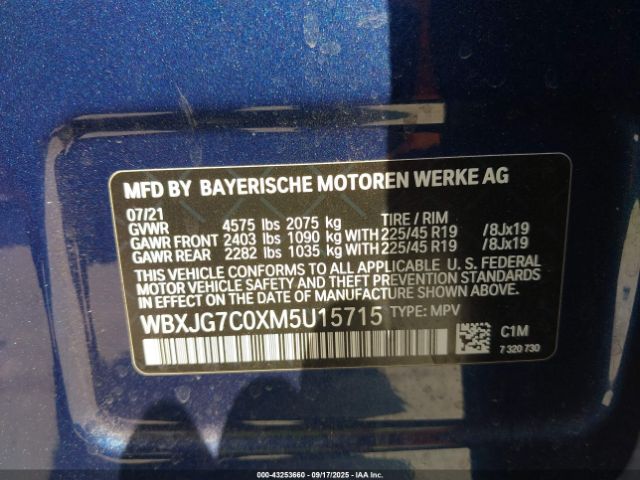 MFD BY BAYERISCHE MOTOREN WERKE AG
07/21
GVWR 4575 lbs 2075 kg TIRE / RIM
GAWR FRONT 2403 lbs 1090 kg WITH 225/45 R19 /8Jx19
GAWR REAR 2282 lbs 1035 kg WITH 225/45 R19 /8Jx19
THIS VEHICLE CONFORMS TO ALL APPLICABLE U. S. FEDERAL
MOTOR VEHICLE SAFETY AND THEFT PREVENTION STANDARDS
IN EFFECT ON THE DATE OF MANUFACTURE SHOWN ABOVE.
WBXJG7C0XM5U15715 TYPE: MPV
C1M
7 320 730
000-43253660 - 09/17/2025 - IAAI, Inc.